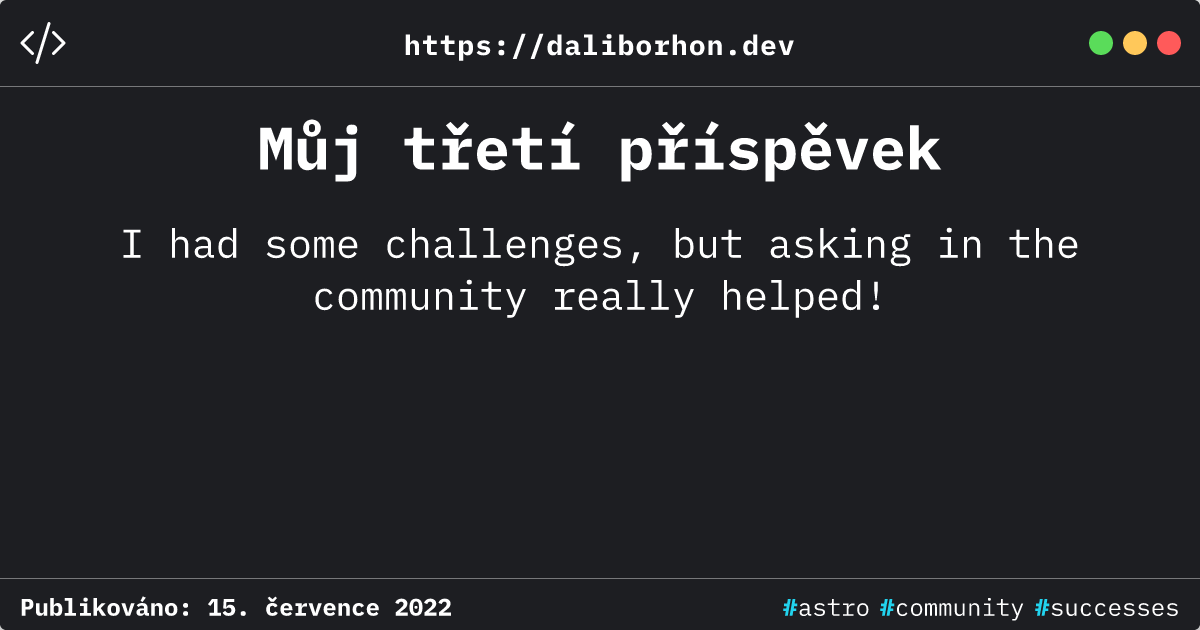 </>
https://daliborhon.dev
Můj třetí příspěvek
I had some challenges, but asking in the
community really helped!
Publikováno: 15. července 2022
#astro #community #successes